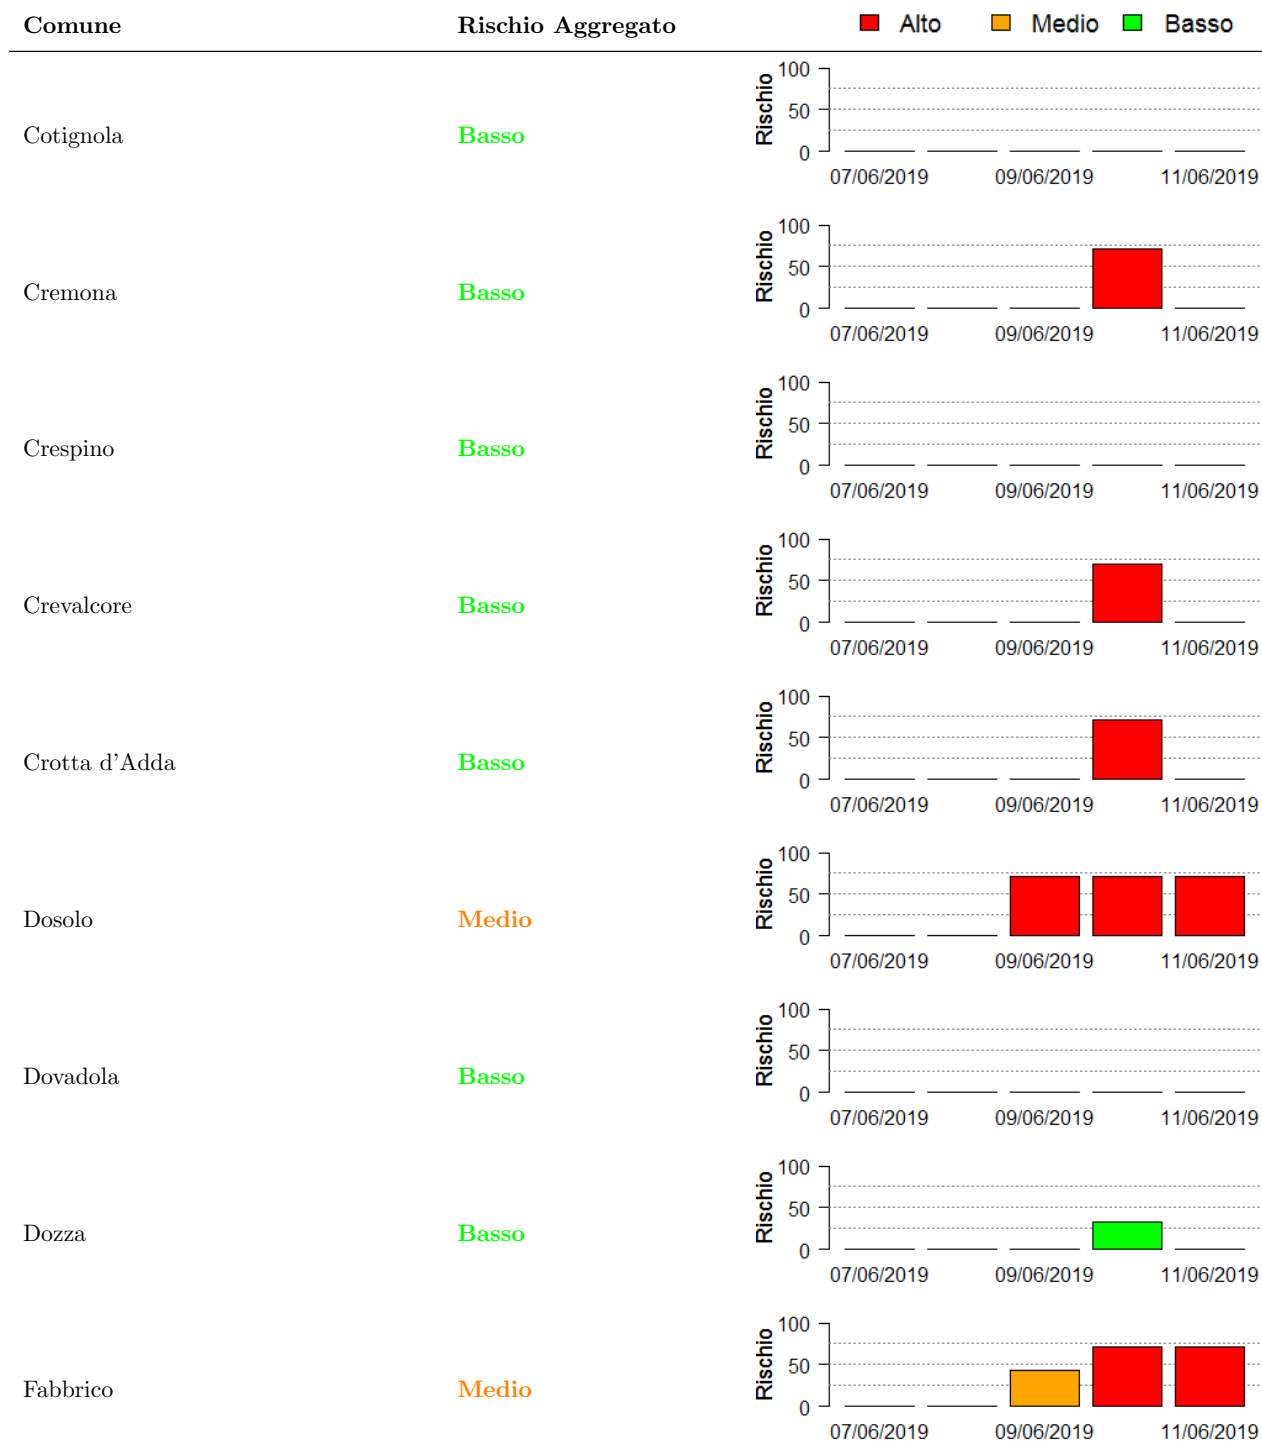 Comune Rischio Aggregato Alto Medio Basso
Cotignola Basso Rischio 100 50 0
07/06/2019 09/06/2019 11/06/2019
Cremona Basso Rischio 100 50 0
07/06/2019 09/06/2019 11/06/2019
Crespino Basso Rischio 100 50 0
07/06/2019 09/06/2019 11/06/2019
Crevalcore Basso Rischio 100 50 0
07/06/2019 09/06/2019 11/06/2019
Crotta d'Adda Basso Rischio 100 50 0
07/06/2019 09/06/2019 11/06/2019
Dosolo Medio Rischio 100 50 0
07/06/2019 09/06/2019 11/06/2019
Dovadola Basso Rischio 100 50 0
07/06/2019 09/06/2019 11/06/2019
Dozza Basso Rischio 100 50 0
07/06/2019 09/06/2019 11/06/2019
Fabbrico Medio Rischio 100 50 0
07/06/2019 09/06/2019 11/06/2019